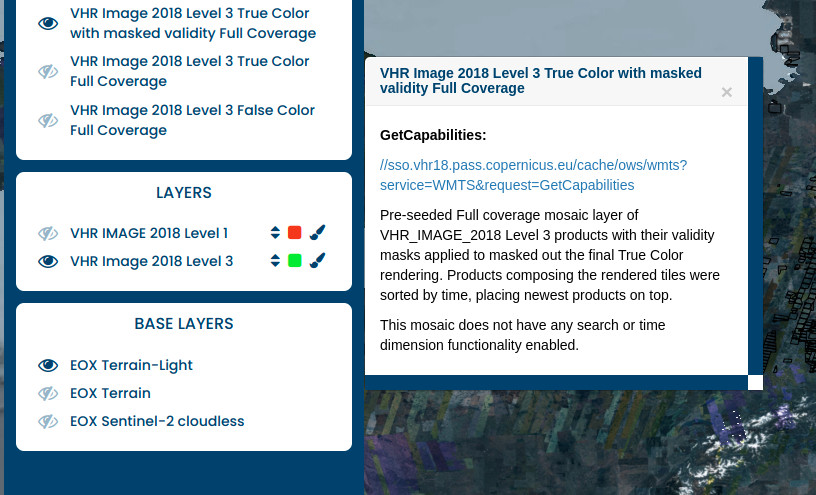 VHR Image 2018 Level 3 True Color
with masked validity Full Coverage
VHR Image 2018 Level 3 True Color
Full Coverage
VHR Image 2018 Level 3 False Color
Full Coverage
LAYERS
VHR IMAGE 2018 Level 1
VHR Image 2018 Level 3
BASE LAYERS
EOX Terrain-Light
EOX Terrain
EOX Sentinel-2 cloudless
VHR Image 2018 Level 3 True Color with masked
validity Full Coverage
×
GetCapabilities:
//sso.vhr18.pass.copernicus.eu/cache/ows/wmts?
service=WMTS&request=GetCapabilities
Pre-seeded Full coverage mosaic layer of
VHR_IMAGE_2018 Level 3 products with their validity
masks applied to masked out the final True Color
rendering. Products composing the rendered tiles were
sorted by time, placing newest products on top.
This mosaic does not have any search or time
dimension functionality enabled.